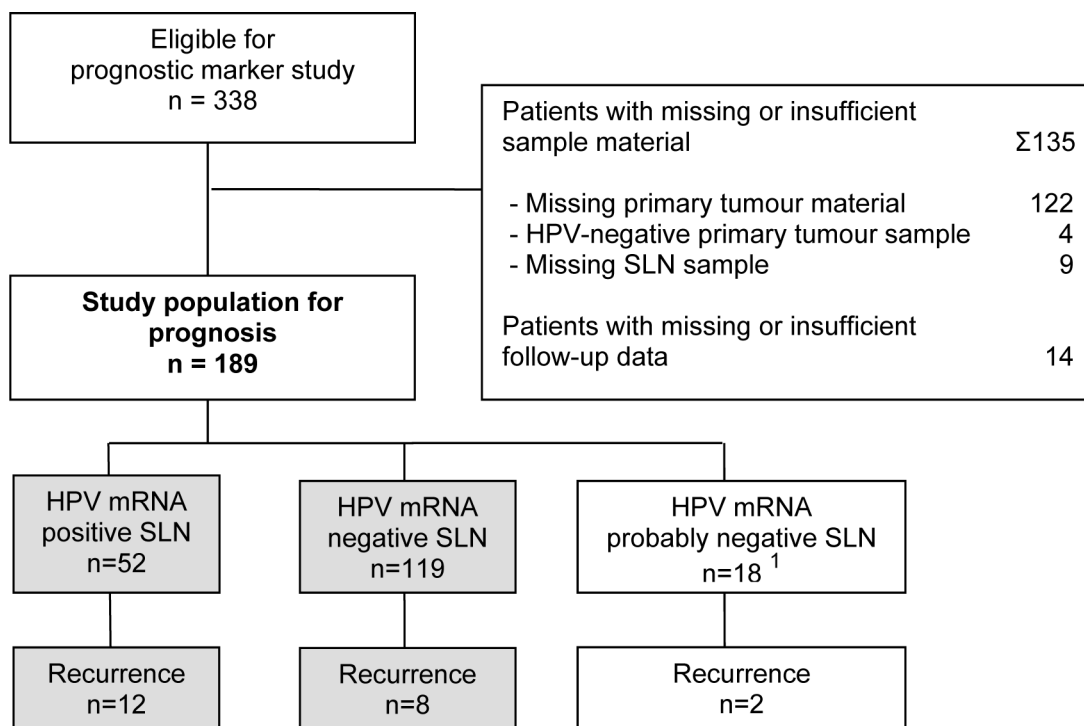 Eligible for
prognostic marker study
n = 338
Patients with missing or insufficient
sample material Σ135
- Missing primary tumour material 122
- HPV-negative primary tumour sample 4
- Missing SLN sample 9
Patients with missing or insufficient
follow-up data 14
Study population for
prognosis
n = 189
HPV mRNA
positive SLN
n=52
HPV mRNA
negative SLN
n=119
HPV mRNA
probably negative SLN
n=18 ¹
Recurrence
n=12
Recurrence
n=8
Recurrence
n=2